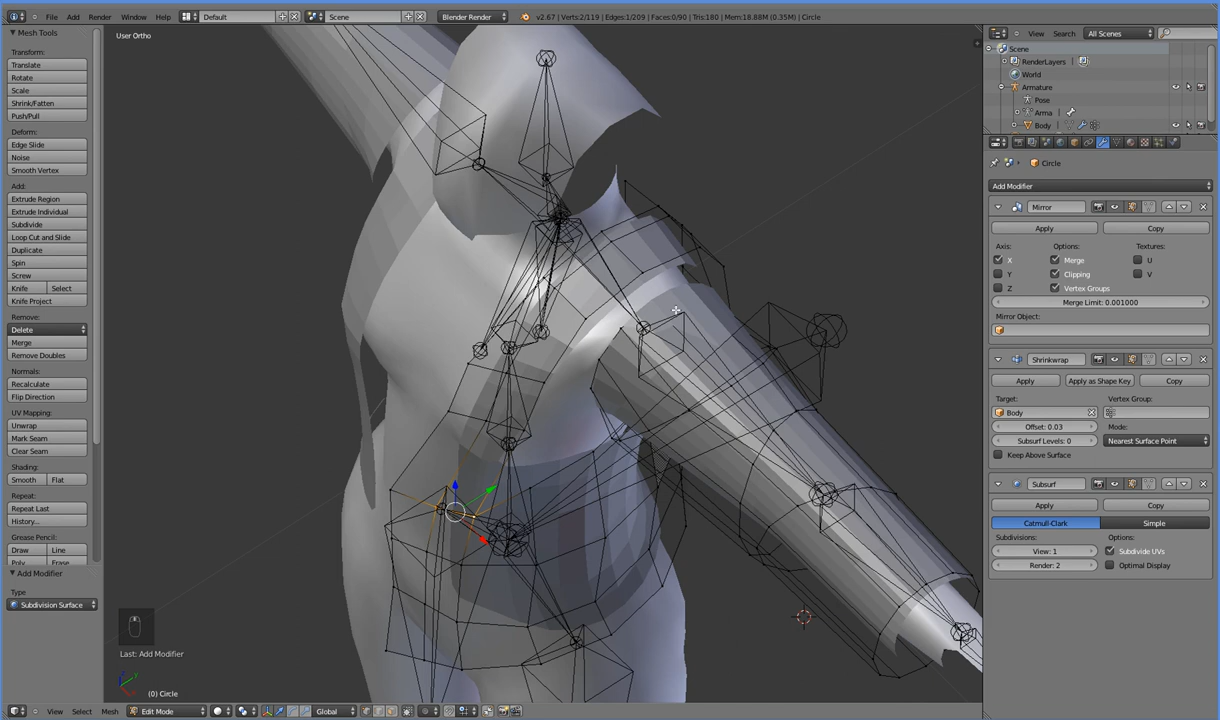 File Add Render Window Help Default Scene Blender Render v2.67 | Verts:2/119 | Edges:1/209 | Faces:0/90 | Tris:180 | Mem:18.88M (0.35M) | Circle
Mesh Tools
Transform:
Translate
Rotate
Scale
Shrink/Fatten
Push/Pull
Deform:
Edge Slide
Noise
Smooth Vertex
Add:
Extrude Region
Extrude Individual
Subdivide
Loop Cut and Slide
Duplicate
Spin
Screw
Knife Select
Knife Project
Remove:
Delete
Merge
Remove Doubles
Normals:
Recalculate
Flip Direction
UV Mapping:
Unwrap
Mark Seam
Clear Seam
Shading:
Smooth Flat
Repeat:
Repeat Last
History...
Grease Pencil:
Draw Line
Poly Erase
Add Modifier
Type
Subdivision Surface
User Ortho
Last: Add Modifier
(0) Circle
View Select Mesh Edit Mode Global
View Search All Scenes
Scene
RenderLayers
World
Armature
Pose
Arma
Body
Circle
Add Modifier
Mirror
Apply Copy
Axis: Options: Textures:
X Merge U
Y Clipping V
Z Vertex Groups
Merge Limit: 0.001000
Mirror Object:
Shrinkwrap
Apply Apply as Shape Key Copy
Target: Vertex Group:
Body
Offset: 0.03 Mode:
Subsurf Levels: 0 Nearest Surface Point
Keep Above Surface
Subsurf
Apply Copy
Catmull-Clark Simple
Subdivisions: Options:
View: 1 Subdivide UVs
Render: 2 Optimal Display